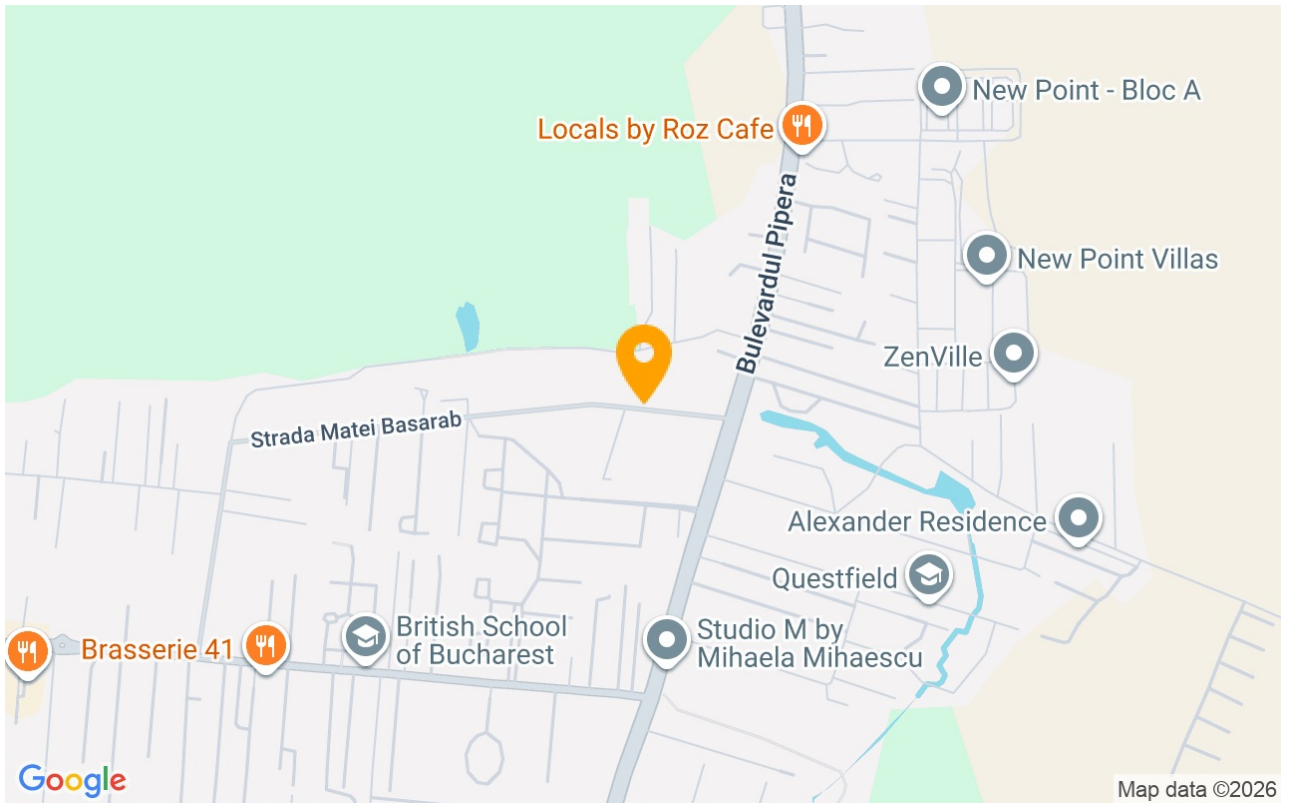 New Point - Bloc A
Locals by Roz Cafe
Bulevardul Pipera
New Point Villas
ZenVille
Strada Matei Basarab
Alexander Residence
Questfield
British School
of Bucharest
Studio M by
Mihaela Mihaescu
Brasserie 41
Google
Map data ©2026